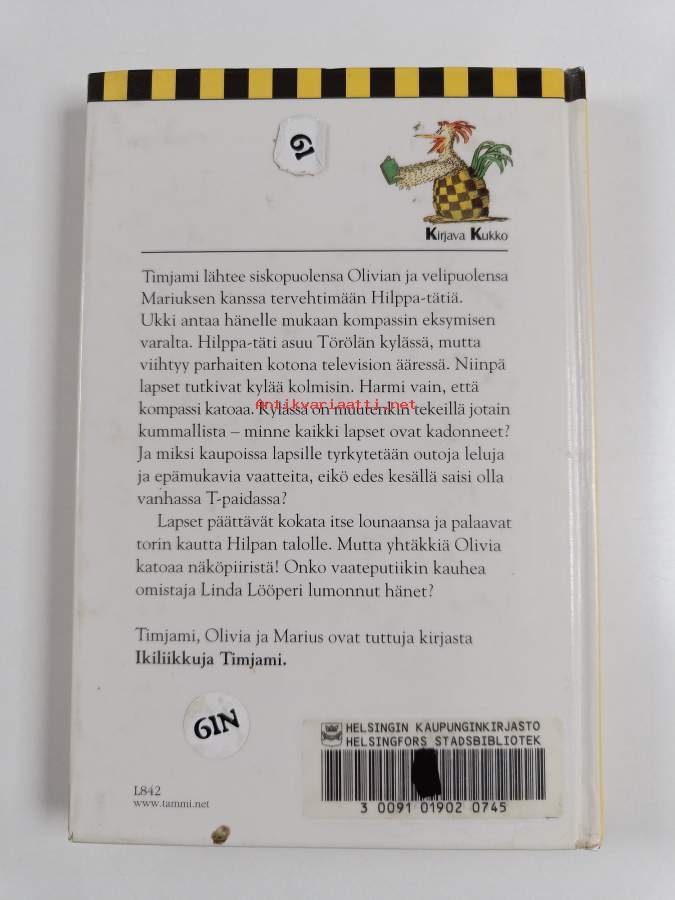 61
Kirjava Kukko
Timjami lähtee siskopuolensa Olivian ja velipuolensa
Mariuksen kanssa tervehtimään Hilppa-tätiä.
Ukki antaa hänelle mukaan kompassin eksymisen
varalta. Hilppa-täti asuu Törölän kylässä, mutta
viihtyy parhaiten kotona television ääressä. Niinpä
lapset tutkivat kylää kolmisin. Harmi vain, että
kompassi katoaa. Kylässä on muutenkin tekeillä jotain
Antikvariaatti.net
kummallista – minne kaikki lapset ovat kadonneet?
Ja miksi kaupoissa lapsille tyrkytetään outoja leluja
ja epämukavia vaatteita, eikö edes kesällä saisi olla
vanhassa T-paidassa?
Lapset päättävät kokata itse lounaansa ja palaavat
torin kautta Hilpan talolle. Mutta yhtäkkiä Olivia
katoaa näköpiiristä! Onko vaateputiikin kauhea
omistaja Linda Lööperi lumonnut hänet?
Timjami, Olivia ja Marius ovat tuttuja kirjasta
Ikiliikkuja Timjami.
61N
HELSINGIN KAUPUNGINKIRJASTO
HELSINGFORS STADSBIBLIOTEK
3 0091 01902 0745
L842
www.tammi.net